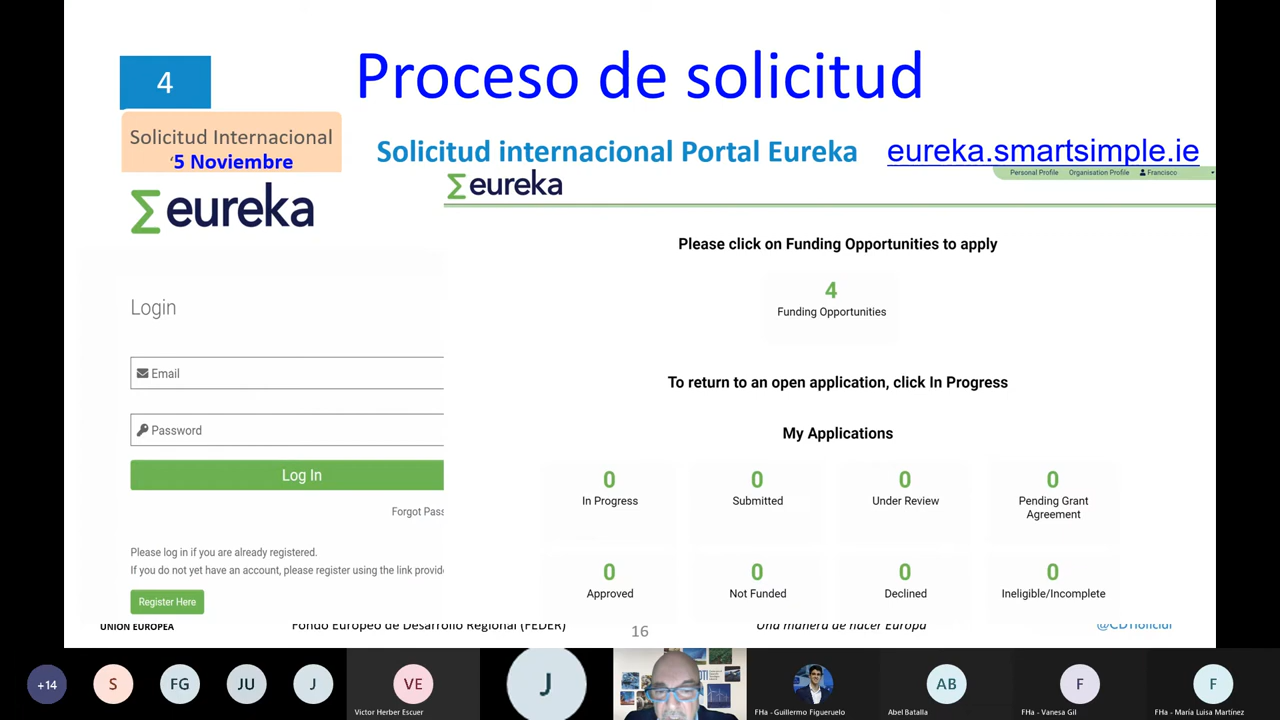 4
Proceso de solicitud
Solicitud Internacional
5 Noviembre
Solicitud internacional Portal Eureka
eureka.smartsimple.ie
eureka
eureka
Personal Profile
Organisation Profile
Francisco
Login
Email
Password
Log In
Forgot Pass
Please log in if you are already registered.
If you do not yet have an account, please register using the link provide
Register Here
Please click on Funding Opportunities to apply
4
Funding Opportunities
To return to an open application, click In Progress
My Applications
0
In Progress
0
Submitted
0
Under Review
0
Pending Grant
Agreement
0
Approved
0
Not Funded
0
Declined
0
Ineligible/Incomplete
UNION EUROPEA
Fondo Europeo de Desarrollo Regional (FEDER)
16
Una manera de hacer Europa
@CDTIoficial
+14
S
FG
JU
J
VE
Victor Herber Escuer
J
FHa - Guillermo Figueruelo
AB
Abel Batalla
F
FHa - Vanesa Gil
F
FHa - María Luisa Martínez